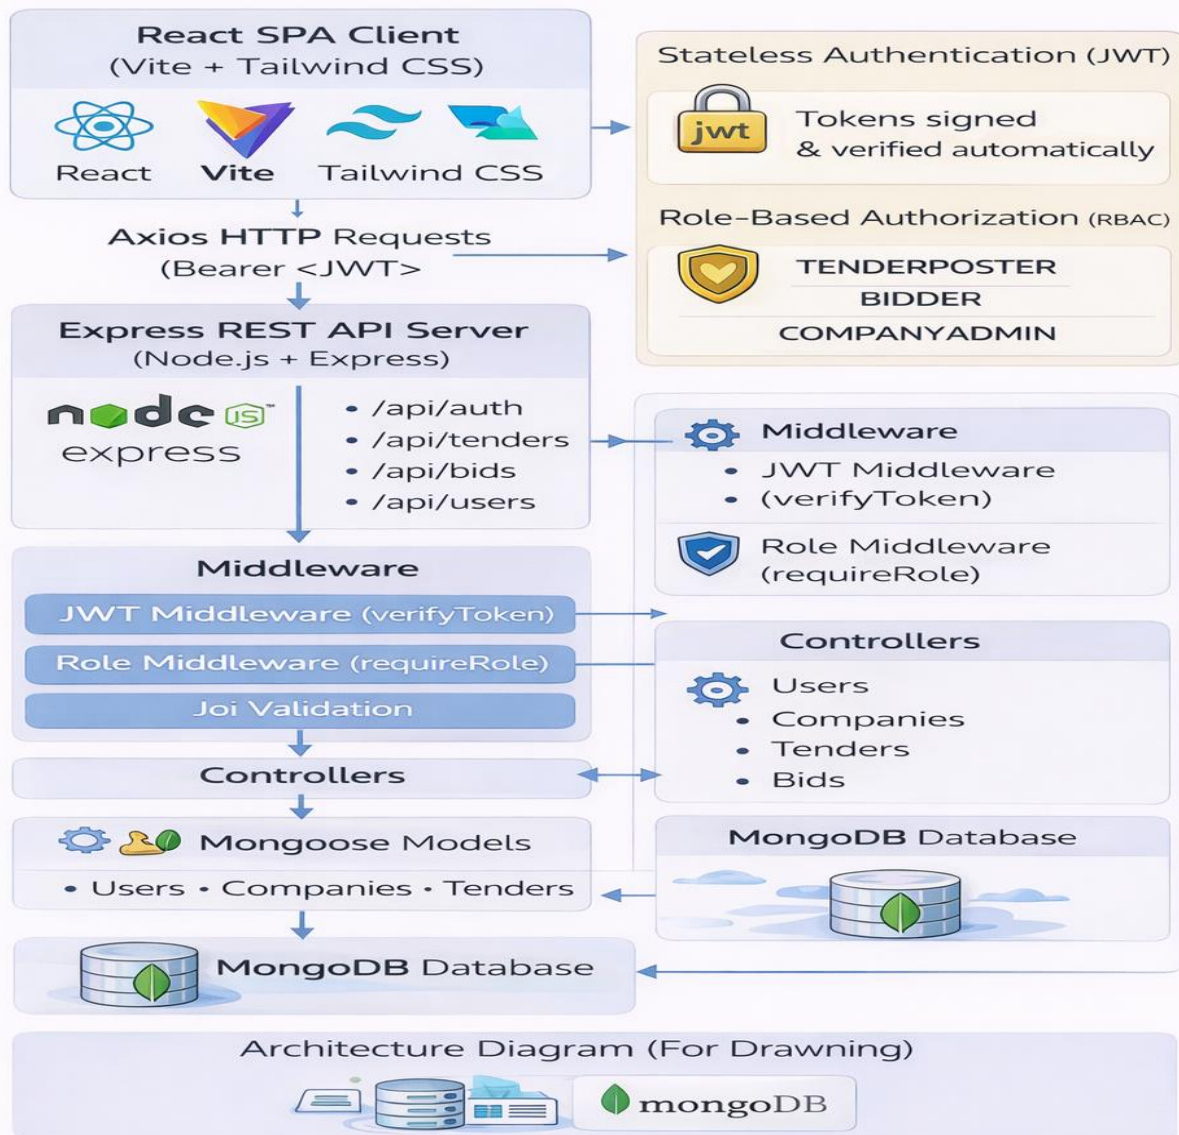 React SPA Client
(Vite + Tailwind CSS)
React
Vite
Tailwind CSS
Axios HTTP Requests
(Bearer <JWT>
Express REST API Server
(Node.js + Express)
node JS™
express
• /api/auth
• /api/tenders
• /api/bids
• /api/users
Middleware
JWT Middleware (verifyToken)
Role Middleware (requireRole)
Joi Validation
Controllers
Mongoose Models
• Users • Companies • Tenders
MongoDB Database
Stateless Authentication (JWT)
jwt
Tokens signed
& verified automatically
Role-Based Authorization (RBAC)
TENDERPOSTER
BIDDER
COMPANYADMIN
Middleware
• JWT Middleware
• (verifyToken)
Role Middleware
(requireRole)
Controllers
Users
• Companies
• Tenders
• Bids
MongoDB Database
Architecture Diagram (For Drawning)
mongoDB